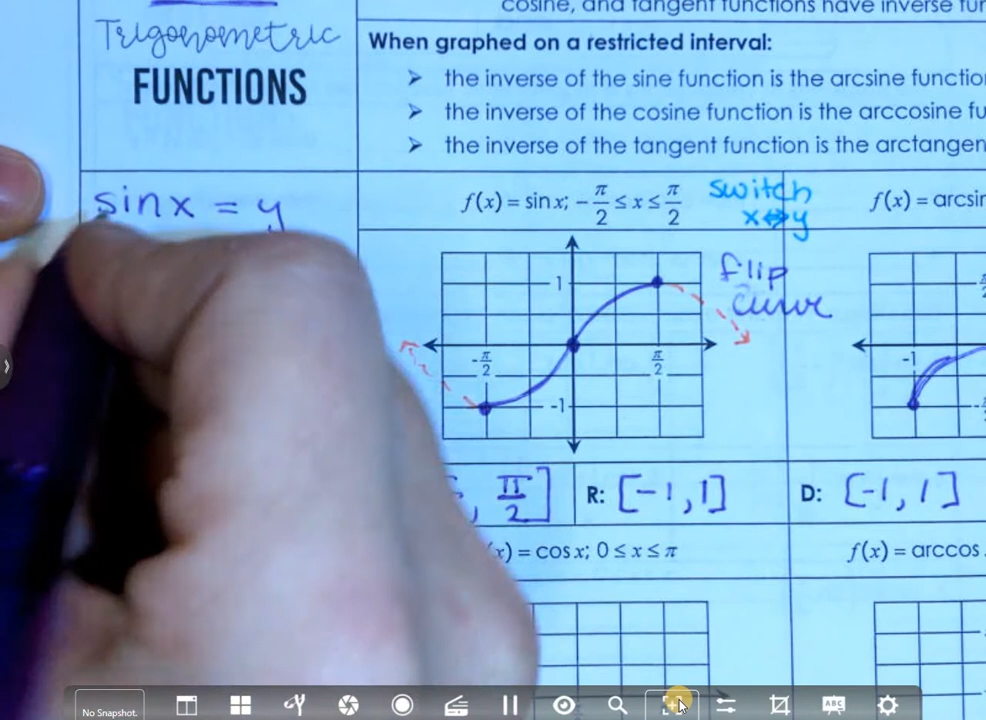 cosine, and tangent functions have inverse fun
Trigonometric
FUNCTIONS
When graphed on a restricted interval:
➤ the inverse of the sine function is the arcsine functio
➤ the inverse of the cosine function is the arccosine fu
➤ the inverse of the tangent function is the arctangen
sin x = y
f(x) = sin x; -π/2 ≤ x ≤ π/2
switch
x⇔y
f(x) = arcsin
flip
curve
1
-π/2
π/2
-1
-1
, π/2]
R: [-1, 1]
D: [-1, 1]
x) = cos x; 0 ≤ x ≤ π
f(x) = arccos
No Snapshot.
ABC